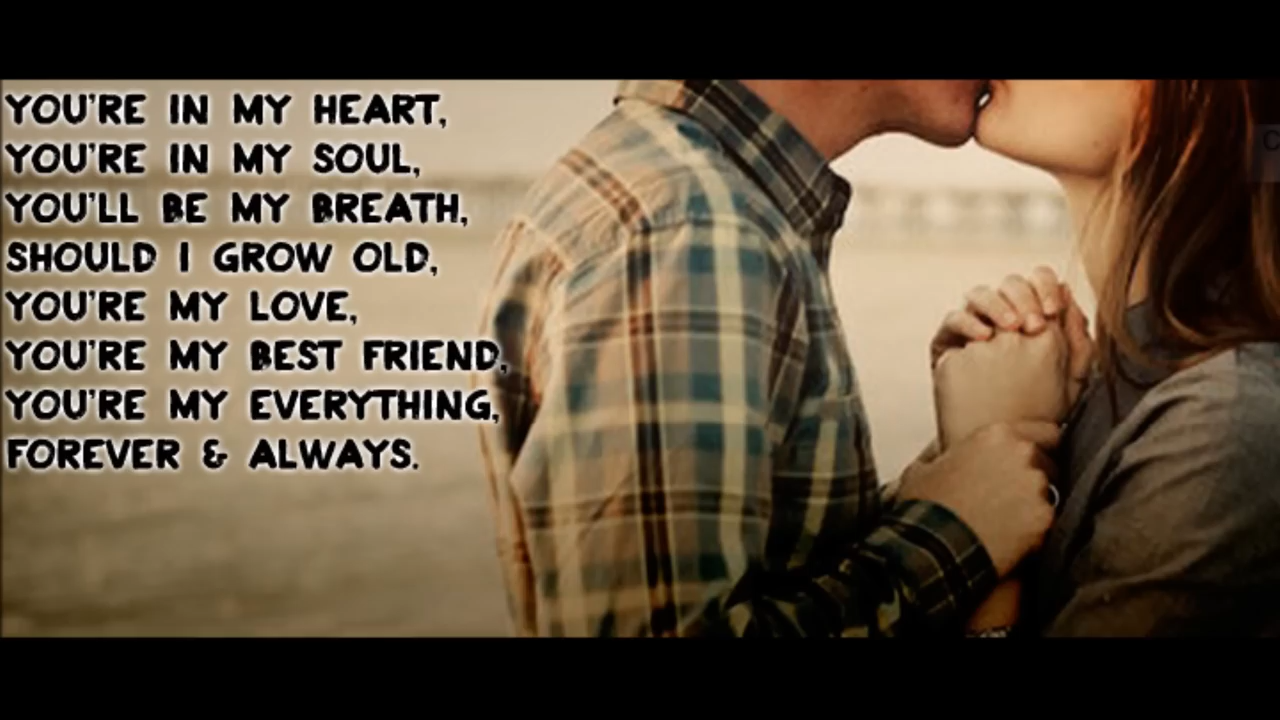 YOU'RE IN MY HEART,
YOU'RE IN MY SOUL,
YOU'LL BE MY BREATH,
SHOULD I GROW OLD,
YOU'RE MY LOVE,
YOU'RE MY BEST FRIEND,
YOU'RE MY EVERYTHING,
FOREVER & ALWAYS.